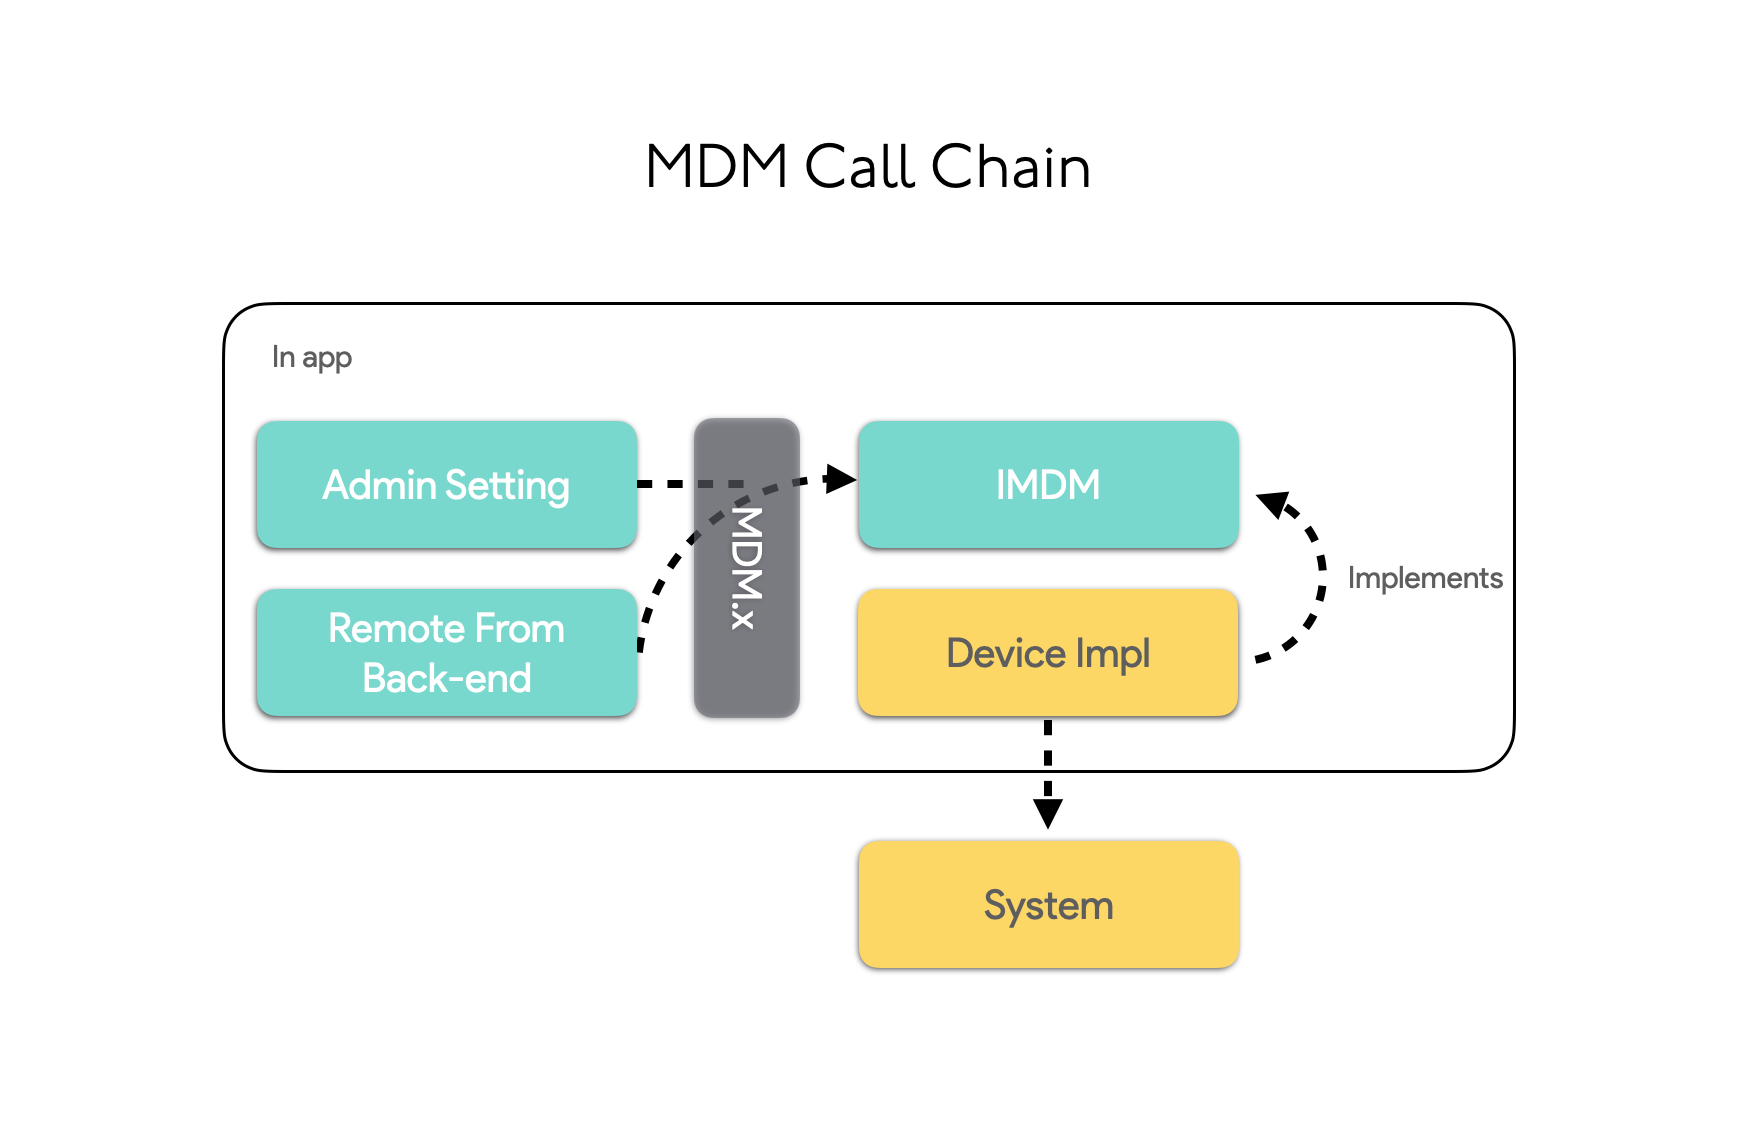 MDM Call Chain
In app
Admin Setting
MDM.x
IMDM
Remote From
Back-end
Device Impl
Implements
System